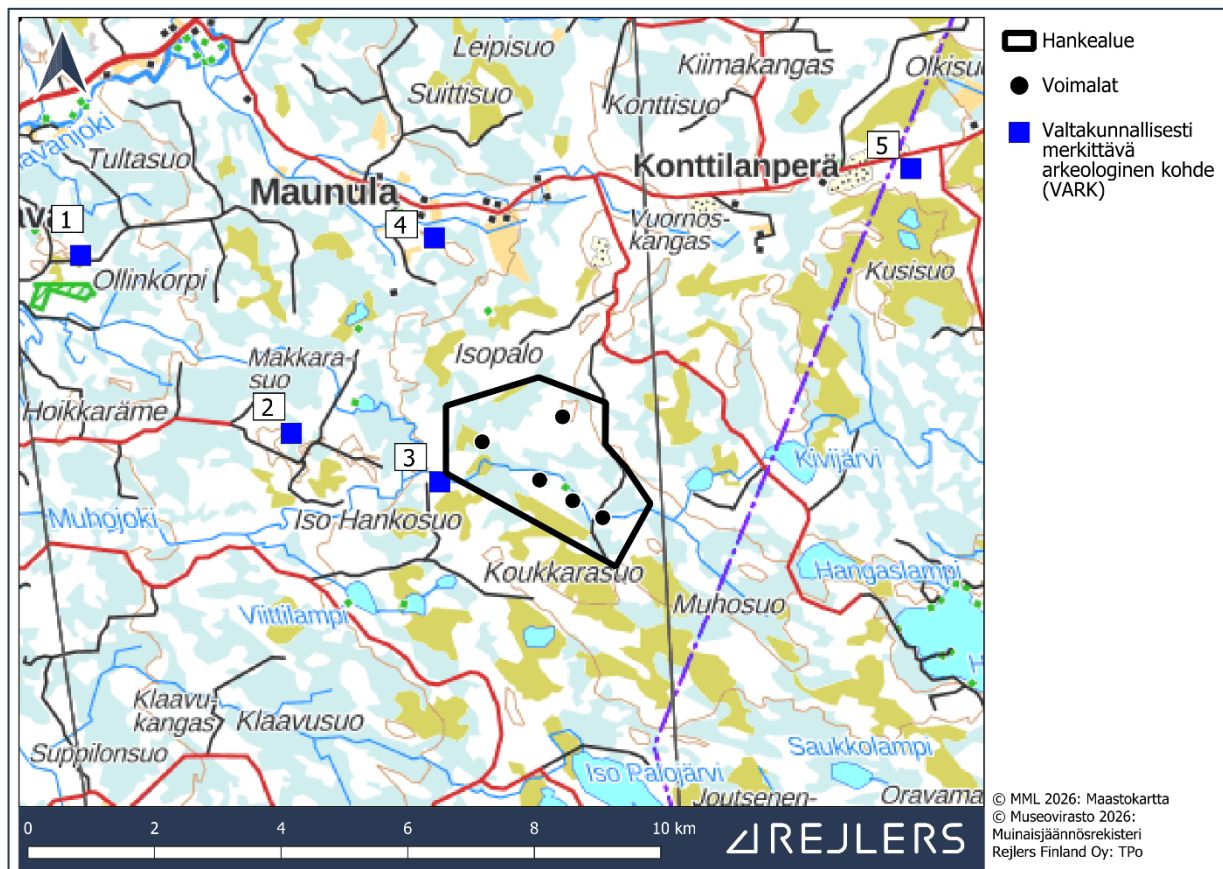 Leipisuo
Kiimakangas
Olkisu
Suittisuo
Konttisuo
avanjoki
Tultasuo
Konttilanperä
5
Maunula
ava
1
4
Vuornos-
kangas
Kusisuo
Ollinkorpi
Makkara-
suo
Isopalo
Hoikkaräme
2
3
Kivijärvi
Muhojoki
Iso Hankosuo
Koukkarasuo
Hangaslampi
Viittilampi
Muhosuo
H
Klaavu-
kangas
Klaavusuo
Suppilonsuo
Saukkolampi
Iso Palojärvi
Joutsenen-
Oravama
0 2 4 6 8 10 km
REJLERS
Hankealue
Voimalat
Valtakunnallisesti
merkittävä
arkeologinen kohde
(VARK)
© MML 2026: Maastokartta
© Museovirasto 2026:
Muinaisjäännösrekisteri
Rejlers Finland Oy: TPo